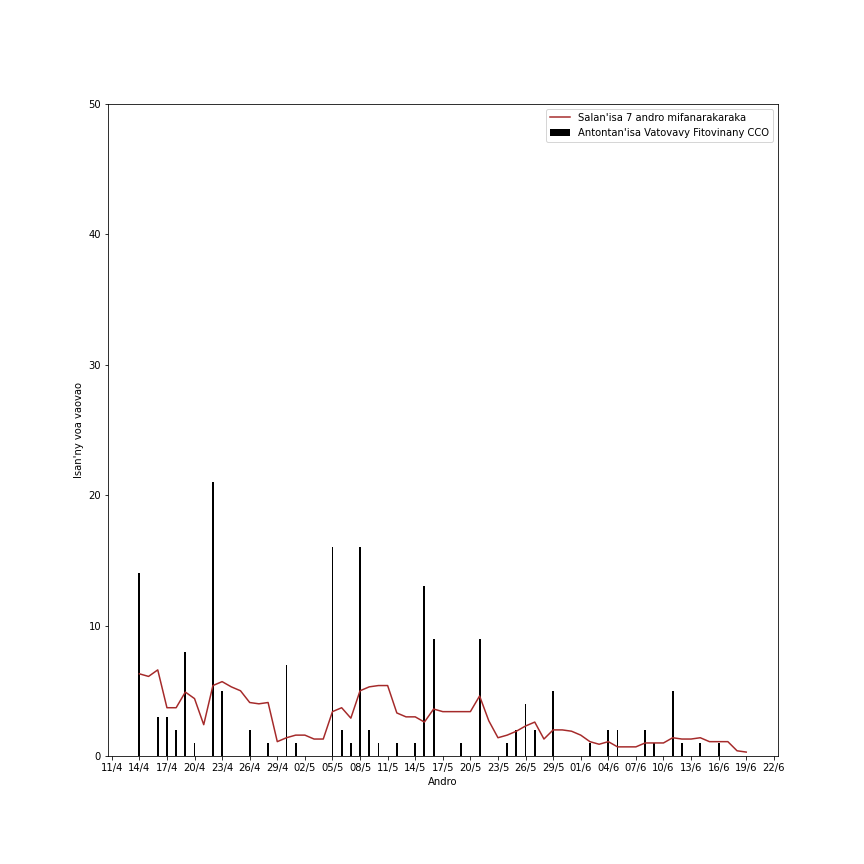 Salan'isa 7 andro mifanarakaraka
Antontan'isa Vatovavy Fitovinany CCO
50
40
30
20
10
0
Isan'ny voa vaovao
11/4 14/4 17/4 20/4 23/4 26/4 29/4 02/5 05/5 08/5 11/5 14/5 17/5 20/5 23/5 26/5 29/5 01/6 04/6 07/6 10/6 13/6 16/6 19/6 22/6
Andro